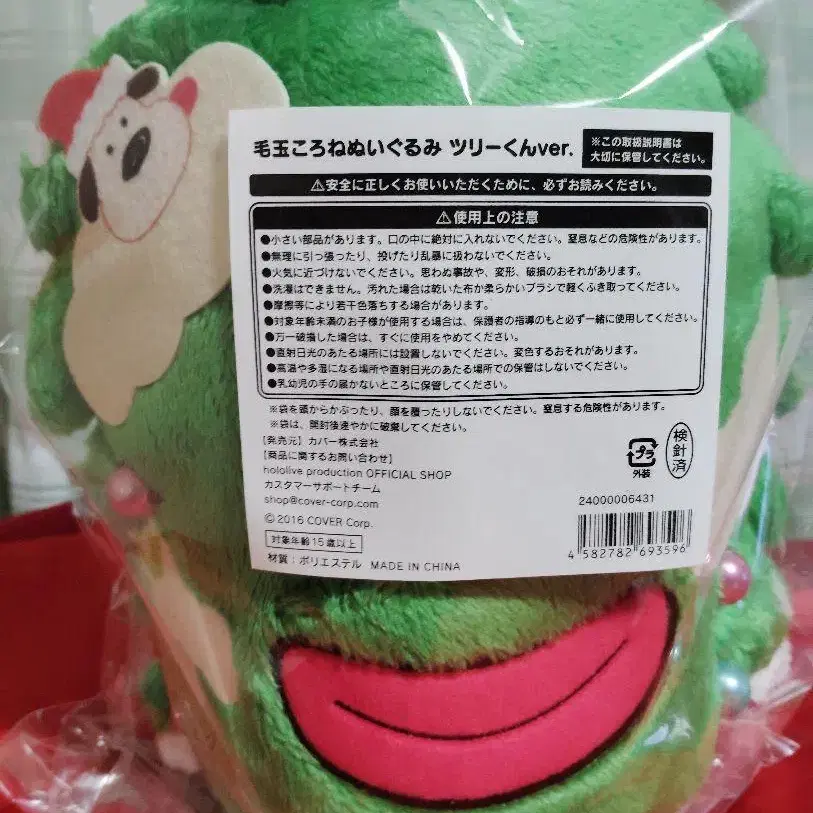 毛玉ころねぬいぐるみ ツリーくんver.
※この取扱説明書は
大切に保管してください。
⚠安全に正しくお使いいただくために、必ずお読みください。
⚠使用上の注意
●小さい部品があります。口の中に絶対に入れないでください。窒息などの危険性があります。
●無理に引っ張ったり、投げたり乱暴に扱わないでください。
●火気に近づけないでください。思わぬ事故や、変形、破損のおそれがあります。
●洗濯はできません。汚れた場合は乾いた布か柔らかいブラシで軽くふき取ってください。
●摩擦等により若干色落ちする場合があります。
●対象年齢未満のお子様が使用する場合は、保護者の指導のもと必ず一緒に使用してください。
●万一破損した場合は、すぐに使用をやめてください。
●直射日光のあたる場所には設置しないでください。変色するおそれがあります。
●高温や多湿になる場所や直射日光のあたる場所での保管はしないでください。
●乳幼児の手の届かないところに保管してください。
※袋を頭からかぶったり、顔を覆ったりしないでください。窒息する危険性があります。
※袋は、開封後速やかに破棄してください。
【発売元】カバー株式会社
【商品に関するお問い合わせ】
hololive production OFFICIAL SHOP
カスタマーサポートチーム
shop@cover-corp.com
© 2016 COVER Corp.
対象年齢15歳以上
材質：ポリエステル MADE IN CHINA
プラ
外装
検針済
24000006431
4 582782 693596